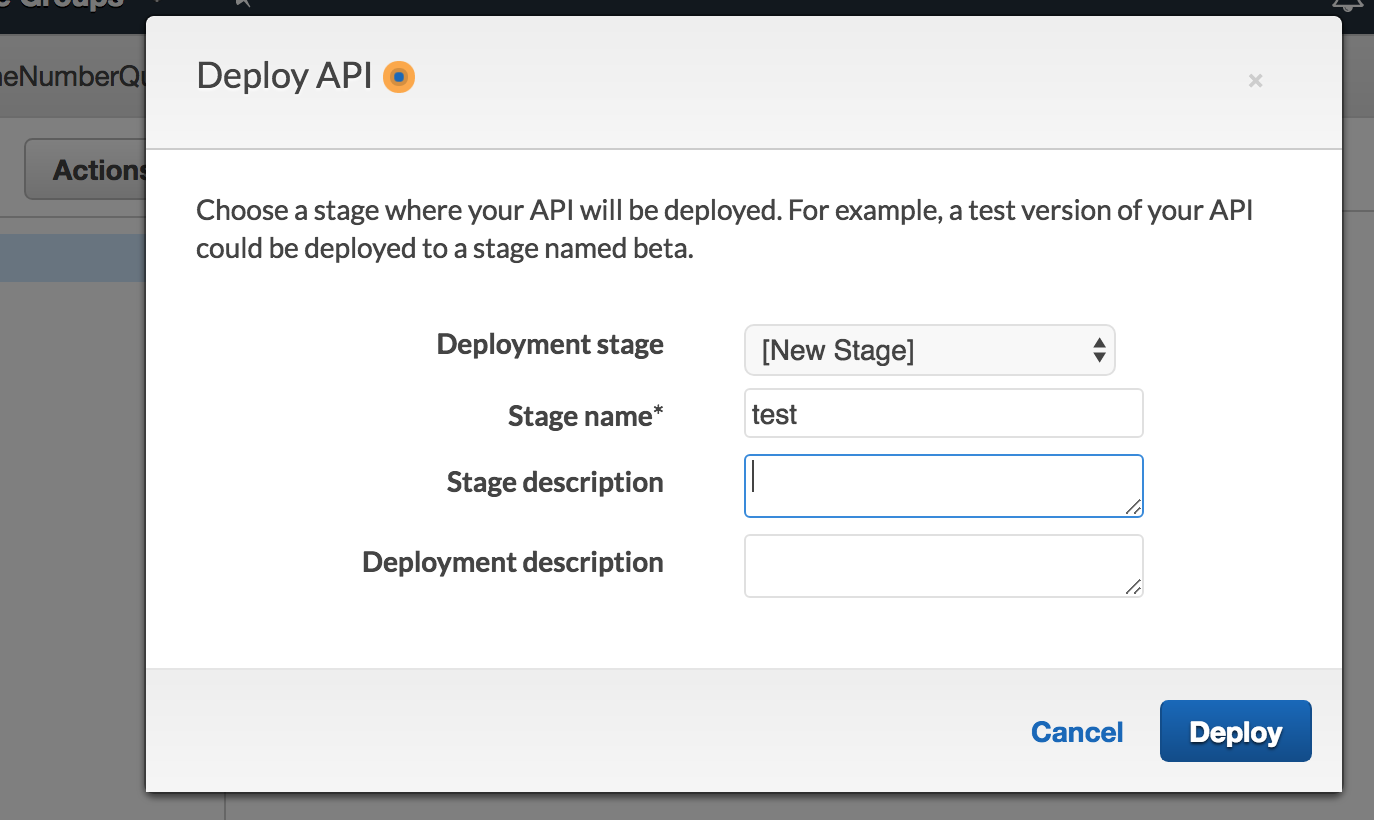 Groups
eNumberQu
Actions
Deploy API
×
Choose a stage where your API will be deployed. For example, a test version of your API
could be deployed to a stage named beta.
Deployment stage
[New Stage]
Stage name*
test
Stage description
Deployment description
Cancel
Deploy